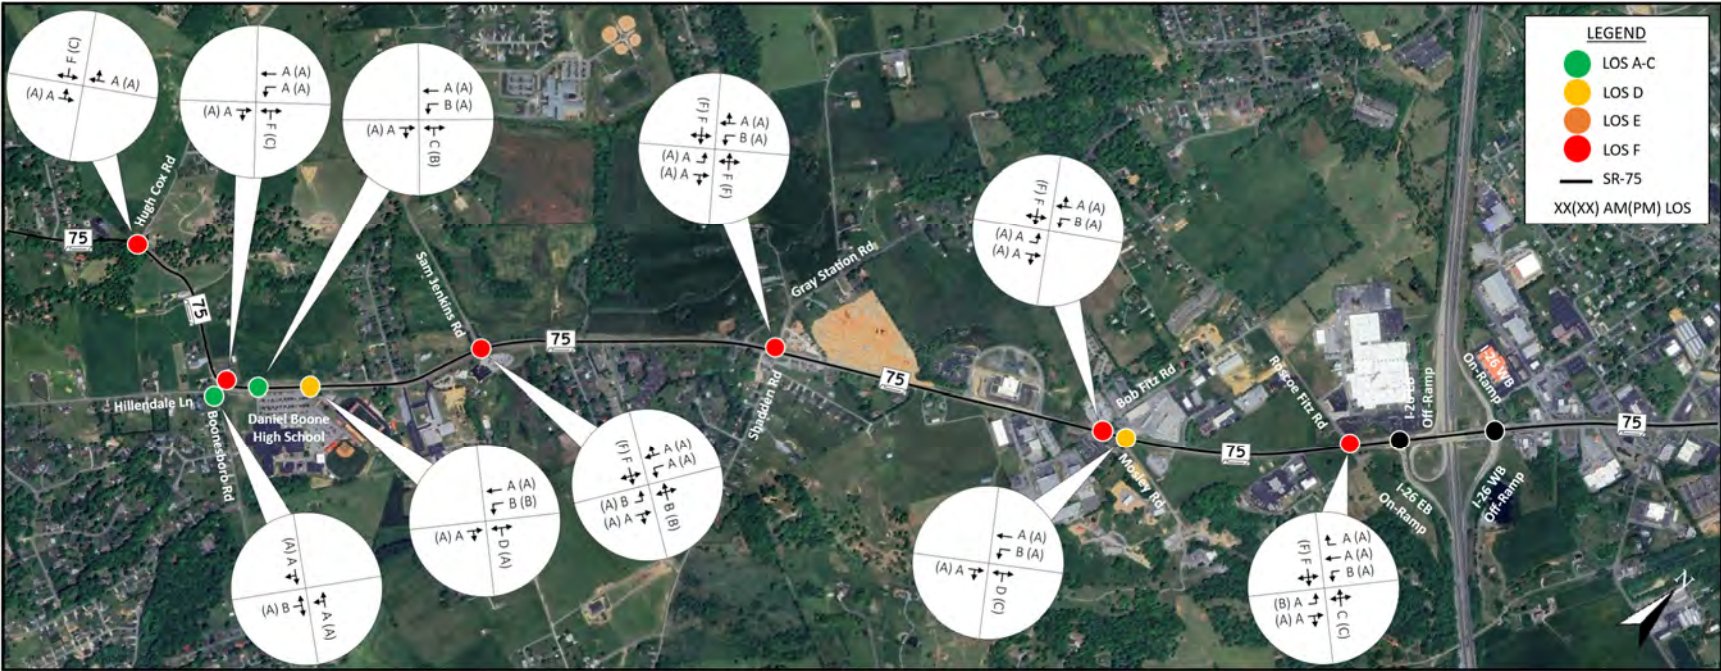 LEGEND
LOS A-C
LOS D
LOS E
LOS F
SR-75
XX(XX) AM(PM) LOS
F (C)
A (A)
(A) A
A (A)
A (A)
(A) A
F (C)
A (A)
B (A)
(A) A
C (B)
(F) F
A (A)
B (A)
(A) A
(A) A
F (F)
(F) F
A (A)
B (A)
(A) A
(A) A
Hugh Cox Rd
75
75
Sam Jenkins Rd
75
Gray Station Rd
Shadden Rd
75
Bob Fitz Rd
Mosley Rd
75
Roscoe Fitz Rd
I-26 EB
Off-Ramp
I-26 WB
On-Ramp
75
I-26 EB
On-Ramp
I-26 WB
Off-Ramp
Hillendale Ln
Boonesboro Rd
Daniel Boone
High School
(A) A
(A) B
A (A)
A (A)
B (B)
(A) A
D (A)
(F) F
A (A)
A (A)
(A) B
(A) A
B (B)
A (A)
B (A)
(A) A
D (C)
(F) F
A (A)
A (A)
B (A)
(B) A
(A) A
C (C)
N